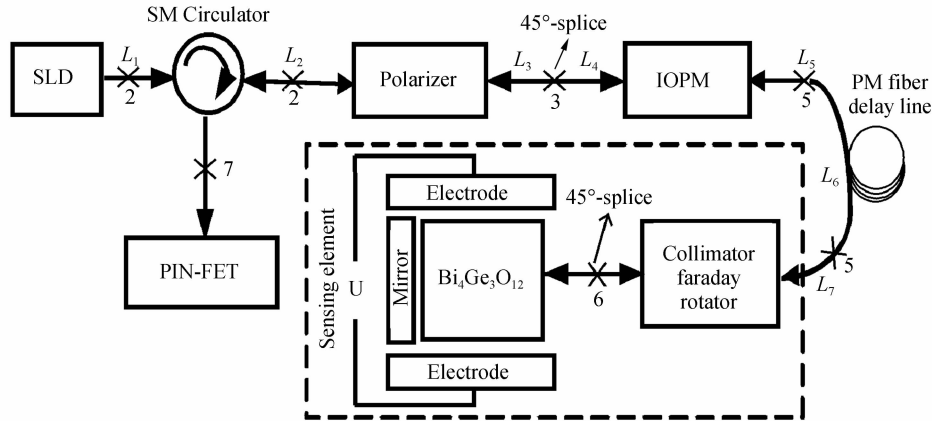 SM Circulator
45°-splice
SLD
L₁
2
L₂
2
Polarizer
L₃
L₄
3
IOPM
L₅
5
PM fiber
delay line
7
L₆
PIN-FET
Sensing element
U
Electrode
Mirror
Bi₄Ge₃O₁₂
45°-splice
6
Collimator
faraday
rotator
5
L₇
Electrode